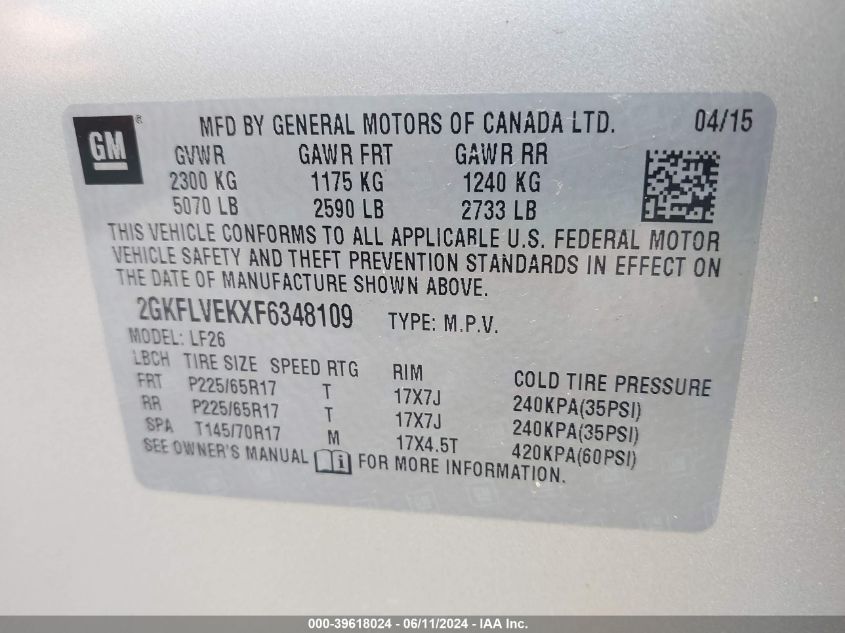 GM® MFD BY GENERAL MOTORS OF CANADA LTD. 04/15
GVWR GAWR FRT GAWR RR
2300 KG 1175 KG 1240 KG
5070 LB 2590 LB 2733 LB
THIS VEHICLE CONFORMS TO ALL APPLICABLE U.S. FEDERAL MOTOR
VEHICLE SAFETY AND THEFT PREVENTION STANDARDS IN EFFECT ON
THE DATE OF MANUFACTURE SHOWN ABOVE.
2GKFLVEKXF6348109 TYPE: M.P.V.
MODEL: LF26
LBCH TIRE SIZE SPEED RTG RIM COLD TIRE PRESSURE
FRT P225/65R17 T 17X7J 240KPA(35PSI)
RR P225/65R17 T 17X7J 240KPA(35PSI)
SPA T145/70R17 M 17X4.5T 420KPA(60PSI)
SEE OWNER'S MANUAL i FOR MORE INFORMATION.
000-39618024 - 06/11/2024 - IAA Inc.